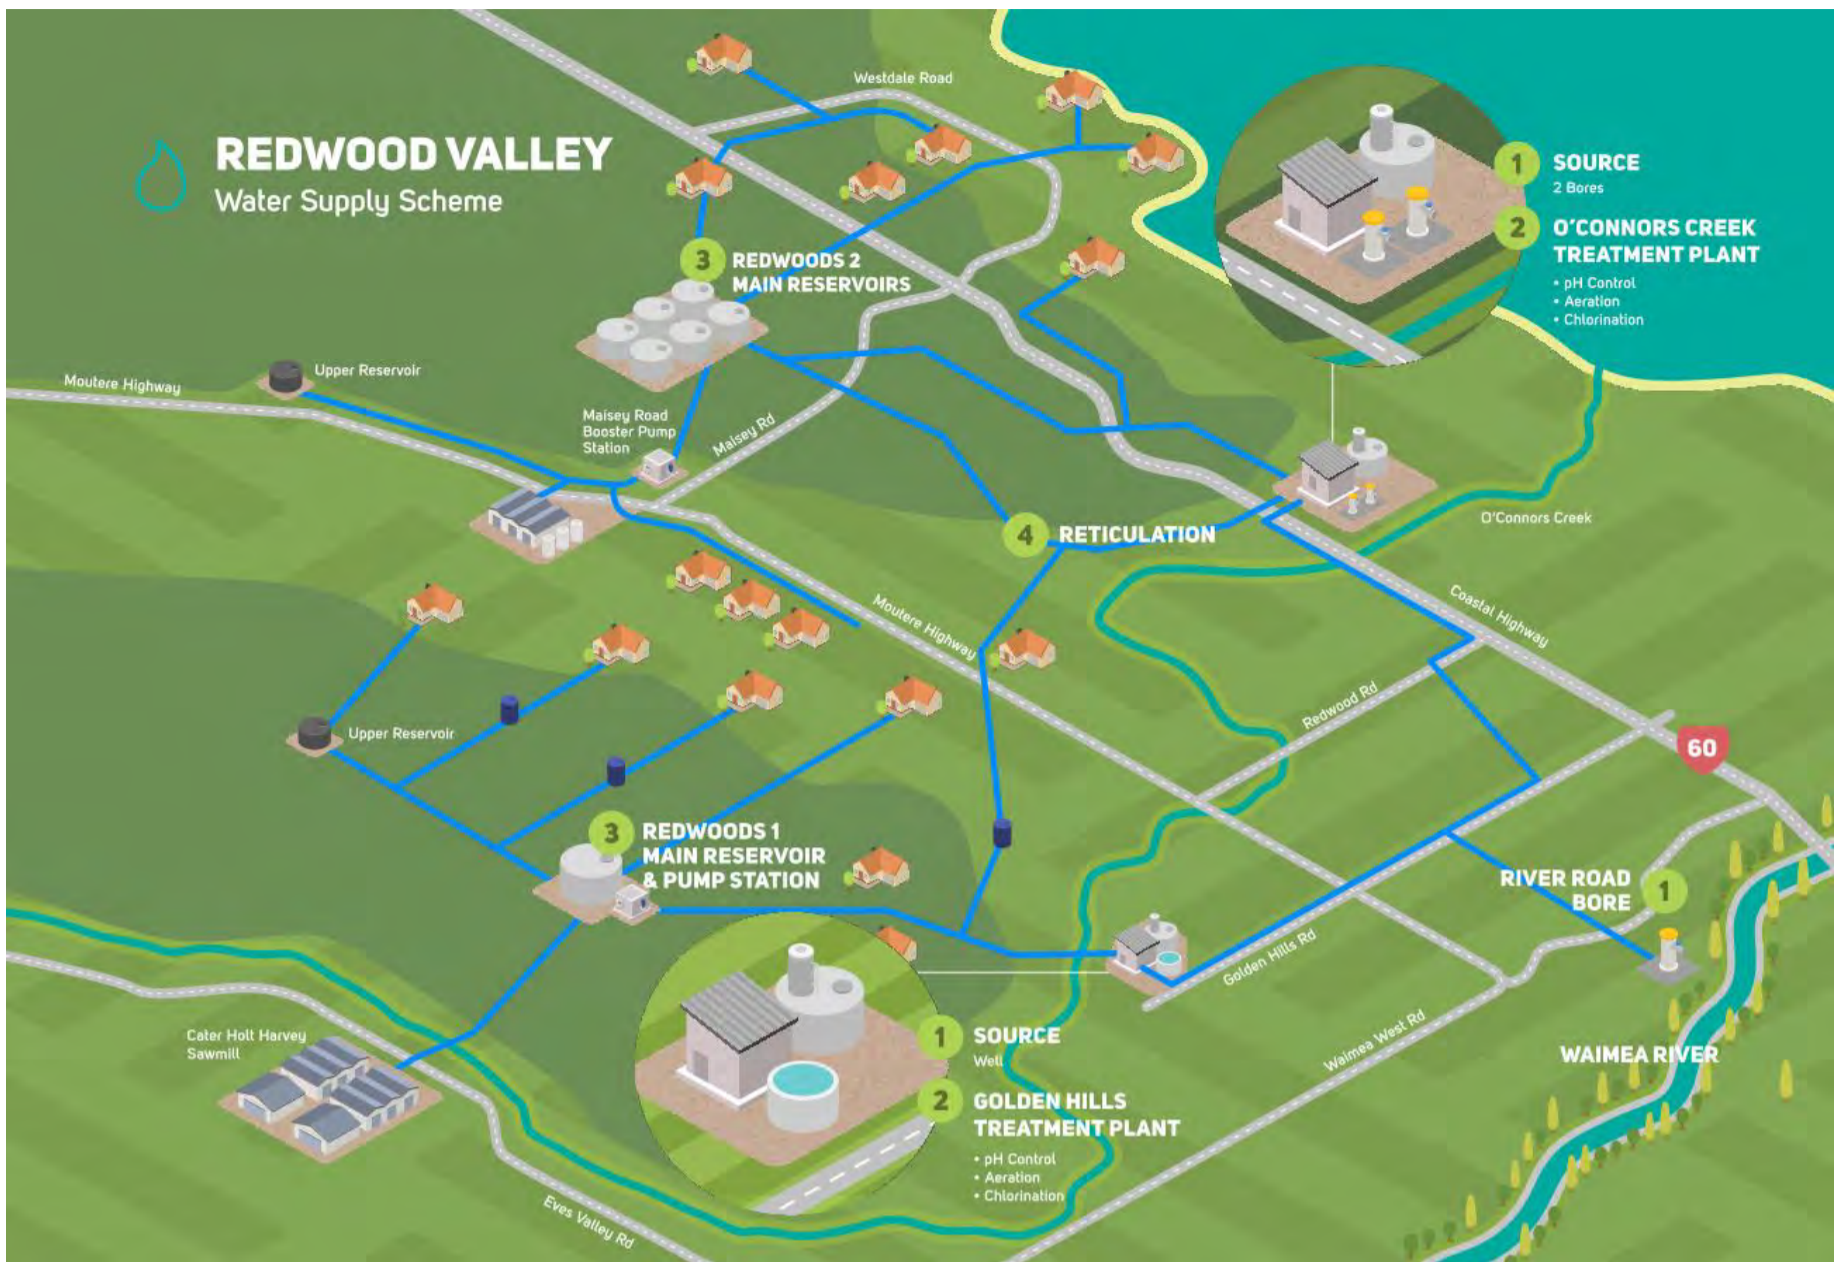 REDWOOD VALLEY
Water Supply Scheme
Westdale Road
1
SOURCE
2 Bores
2
O'CONNORS CREEK
TREATMENT PLANT
• pH Control
• Aeration
• Chlorination
3
REDWOODS 2
MAIN RESERVOIRS
Moutere Highway
Upper Reservoir
Maisey Road
Booster Pump
Station
Maisey Rd
O'Connors Creek
4
RETICULATION
Moutere Highway
Coastal Highway
Redwood Rd
60
Upper Reservoir
3
REDWOODS 1
MAIN RESERVOIR
& PUMP STATION
RIVER ROAD
BORE
1
Golden Hills Rd
Waimea West Rd
WAIMEA RIVER
Cater Holt Harvey
Sawmill
1
SOURCE
Well
2
GOLDEN HILLS
TREATMENT PLANT
• pH Control
• Aeration
• Chlorination
Eves Valley Rd